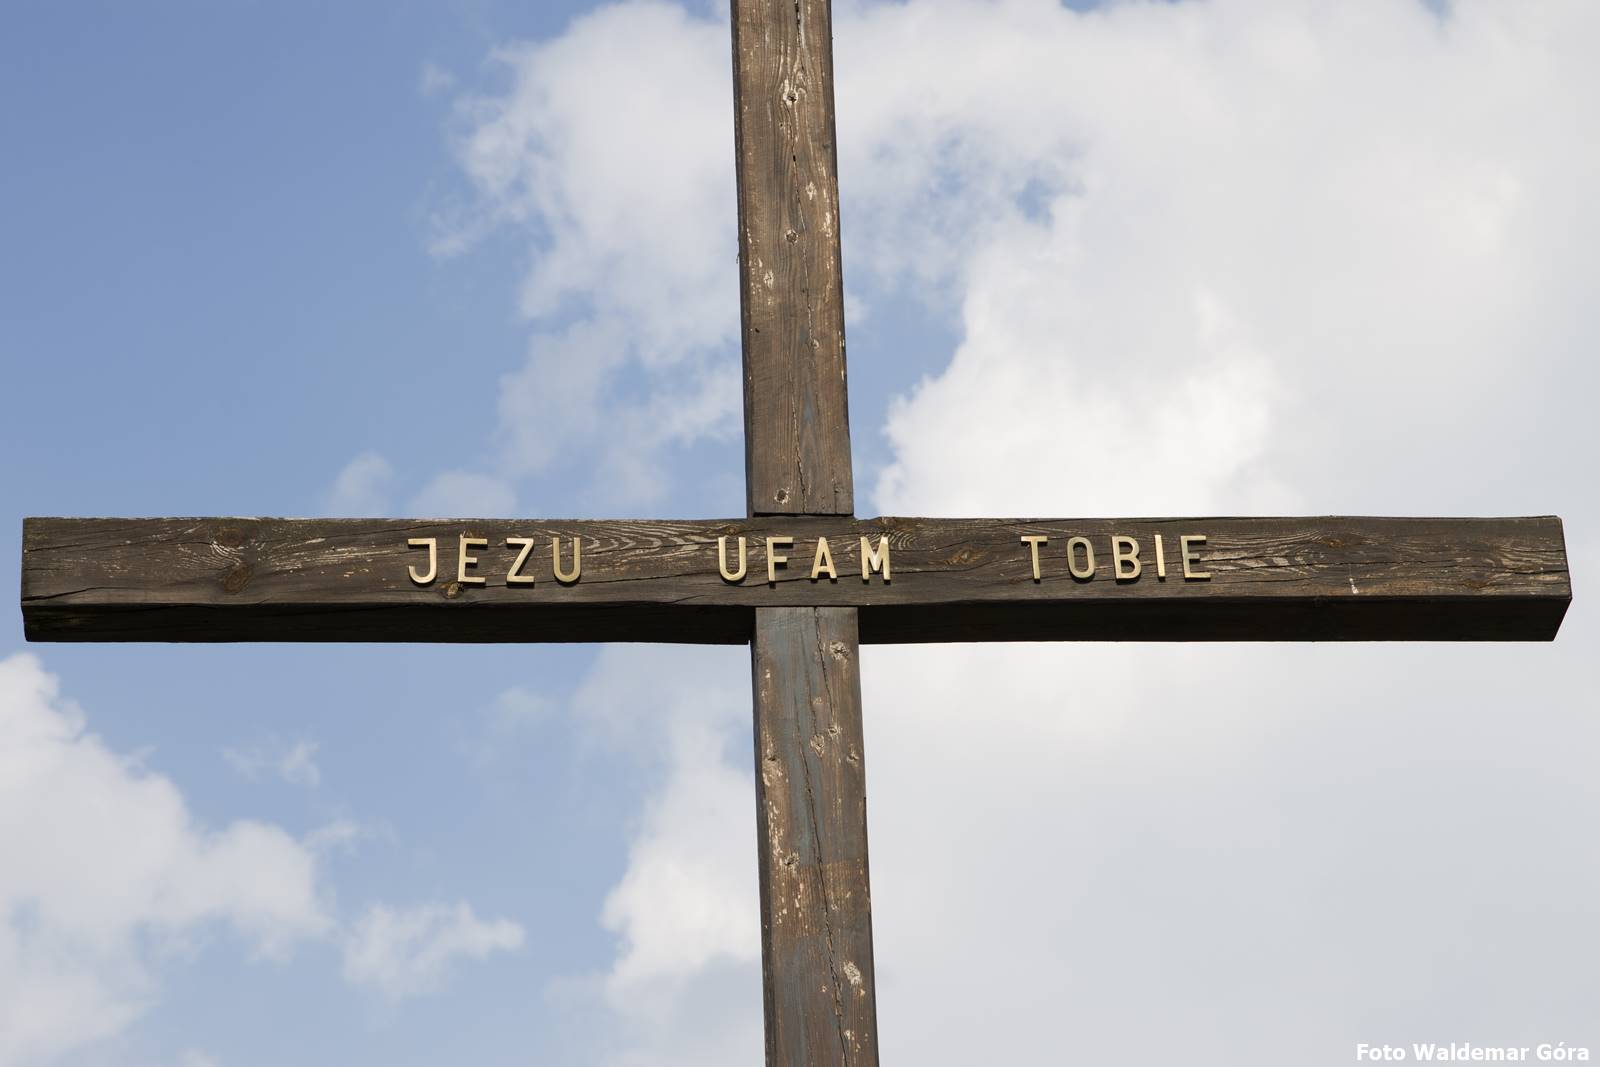 JEZU UFAM TOBIE
Foto Waldemar Góra